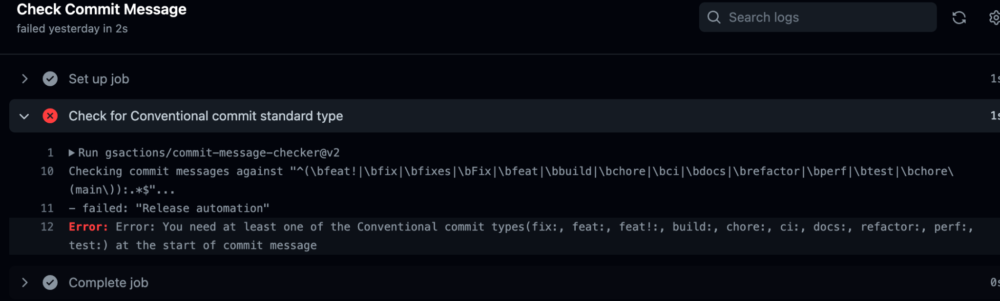 Check Commit Message
failed yesterday in 2s
Search logs
Set up job
Check for Conventional commit standard type
1 Run gsactions/commit-message-checker@v2
10 Checking commit messages against "^(\bfeat!|\bfix|\bfixes|\bFix|\bfeat|\bbuild|\bchore|\bci|\bdocs|\brefactor|\bperf|\btest|\bchore\
(main\)):.*$"...
11 - failed: "Release automation"
12 Error: Error: You need at least one of the Conventional commit types(fix:, feat:, feat!:, build:, chore:, ci:, docs:, refactor:, perf:,
test:) at the start of commit message
Complete job